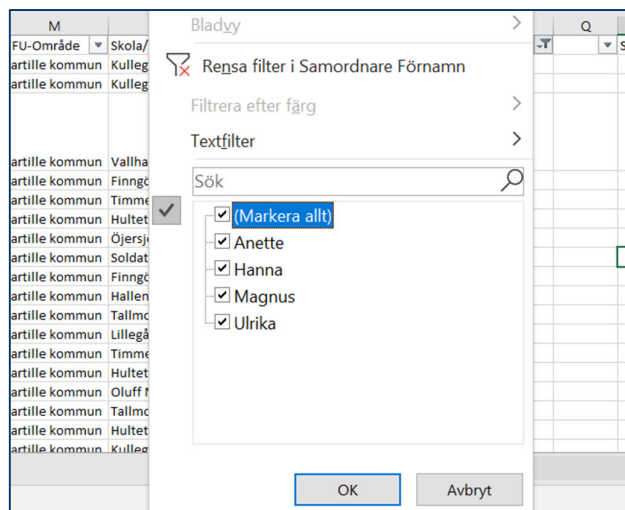 M
Q
FU-Område
Skola/
S
artille kommun Kulleg
artille kommun Kulleg
artille kommun Vallha
artille kommun Finngö
artille kommun Timme
artille kommun Hultet
artille kommun Öjersj
artille kommun Soldat
artille kommun Finngö
artille kommun Hallen
artille kommun Tallmo
artille kommun Lillegå
artille kommun Timme
artille kommun Hultet
artille kommun Oluff
artille kommun Tallmo
artille kommun Hultet
artille kommun Kulleg
Bladvy
Rensa filter i Samordnare Förnamn
Filtrera efter färg
Textfilter
Sök
(Markera allt)
Anette
Hanna
Magnus
Ulrika
OK
Avbryt